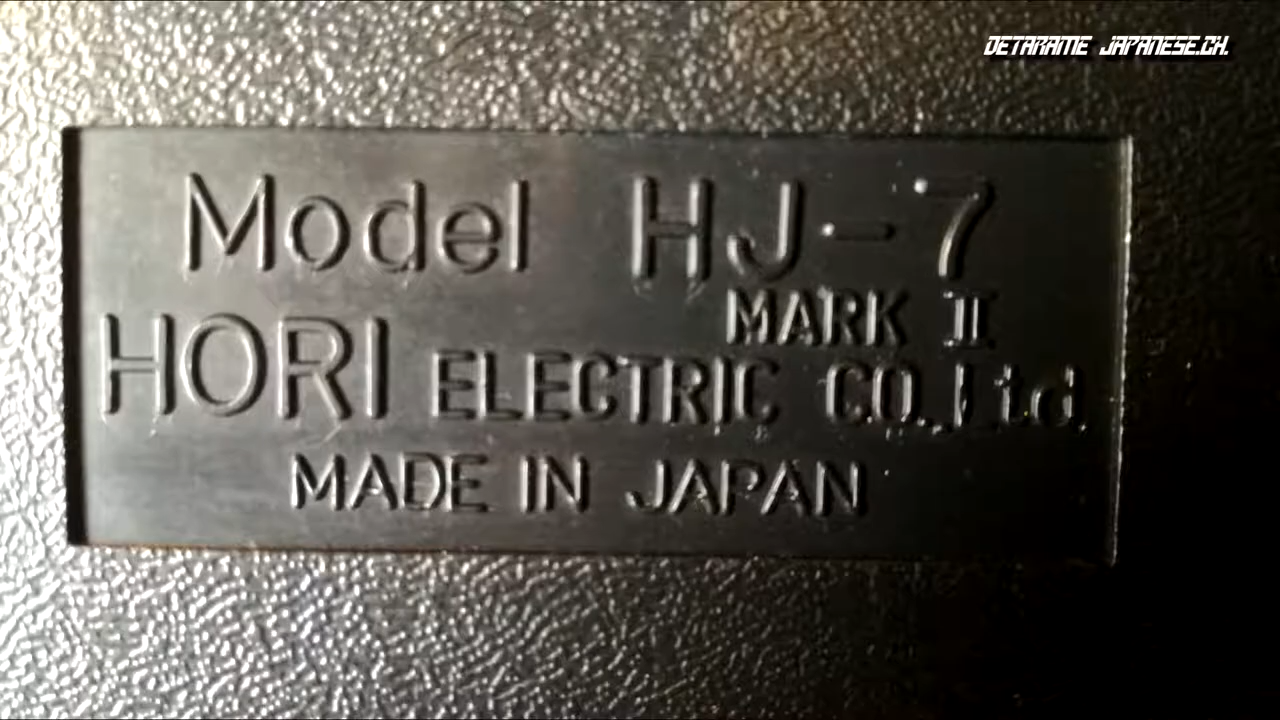 DETARAME JAPANESE.CH.
Model HJ-7
MARK II
HORI ELECTRIC CO.,Ltd.
MADE IN JAPAN